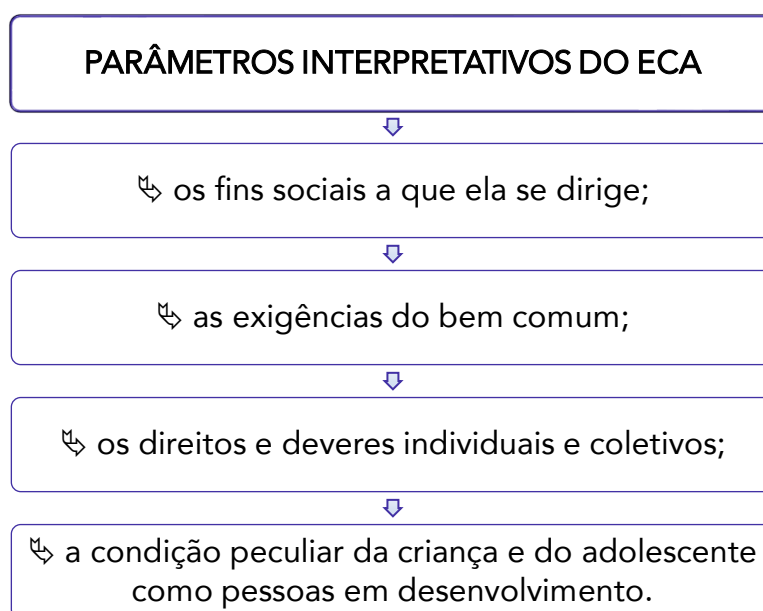 PARÂMETROS INTERPRETATIVOS DO ECA
↳ os fins sociais a que ela se dirige;
↳ as exigências do bem comum;
↳ os direitos e deveres individuais e coletivos;
↳ a condição peculiar da criança e do adolescente
como pessoas em desenvolvimento.